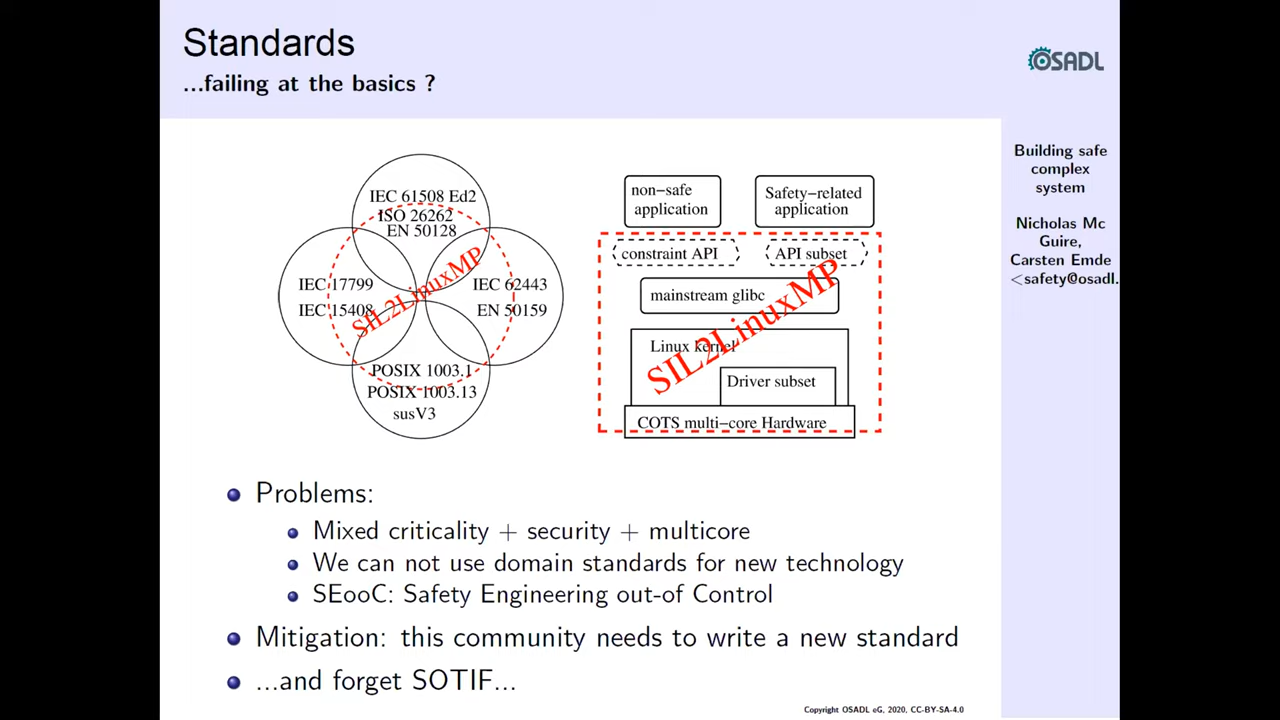 Standards
...failing at the basics ?
OSADL
Building safe
complex
system
Nicholas Mc
Guire,
Carsten Emde
<safety@osadl.
IEC 61508 Ed2
ISO 26262
EN 50128
IEC 17799
IEC 15408
IEC 62443
EN 50159
SIL2LinuxMP
POSIX 1003.1
POSIX 1003.13
susV3
non-safe
application
Safety-related
application
constraint API
API subset
mainstream glibc
Linux kernel
Driver subset
COTS multi-core Hardware
SIL2LinuxMP
Problems:
Mixed criticality + security + multicore
We can not use domain standards for new technology
SEooC: Safety Engineering out-of Control
Mitigation: this community needs to write a new standard
...and forget SOTIF...
Copyright OSADL eG, 2020, CC-BY-SA-4.0